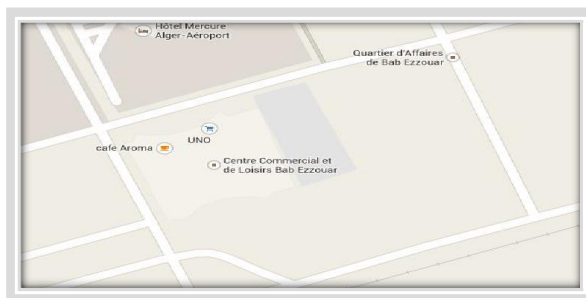 Hôtel Mercure
Alger-Aéroport
Quartier d'Affaires
de Bab Ezzouar
UNO
cafe Aroma
Centre Commercial et
de Loisirs Bab Ezzouar